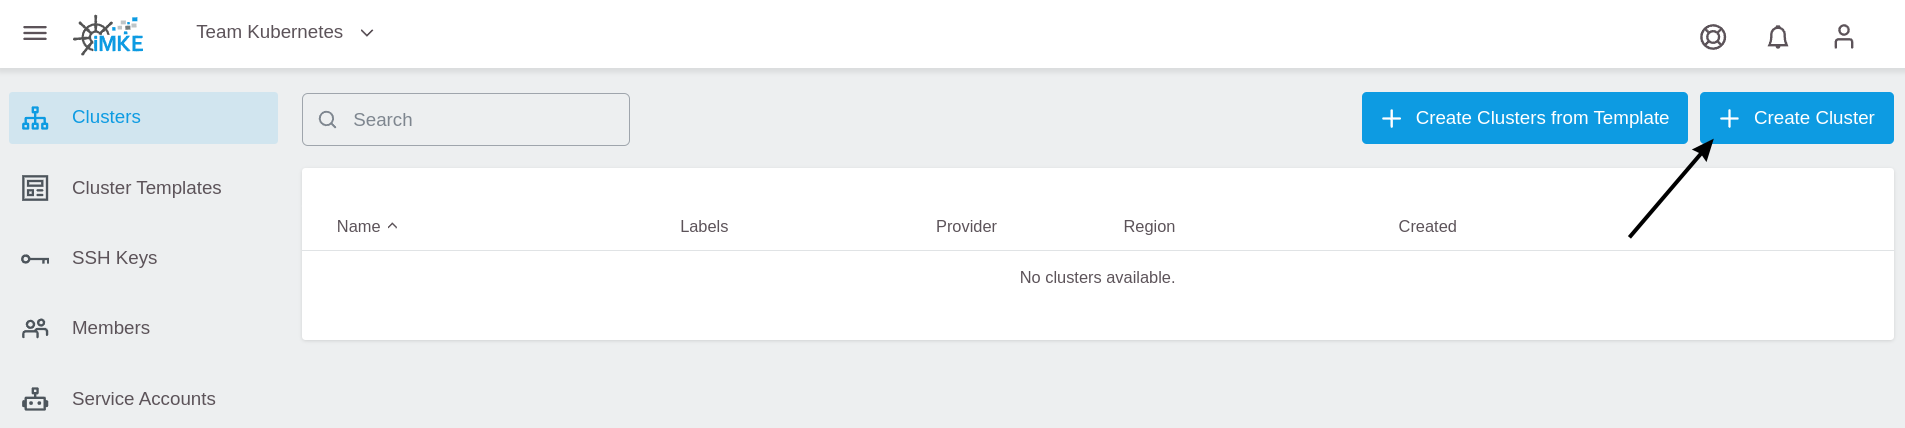 iMKE
Team Kubernetes
Clusters
Search
Create Clusters from Template
Create Cluster
Cluster Templates
Name
Labels
Provider
Region
Created
SSH Keys
No clusters available.
Members
Service Accounts